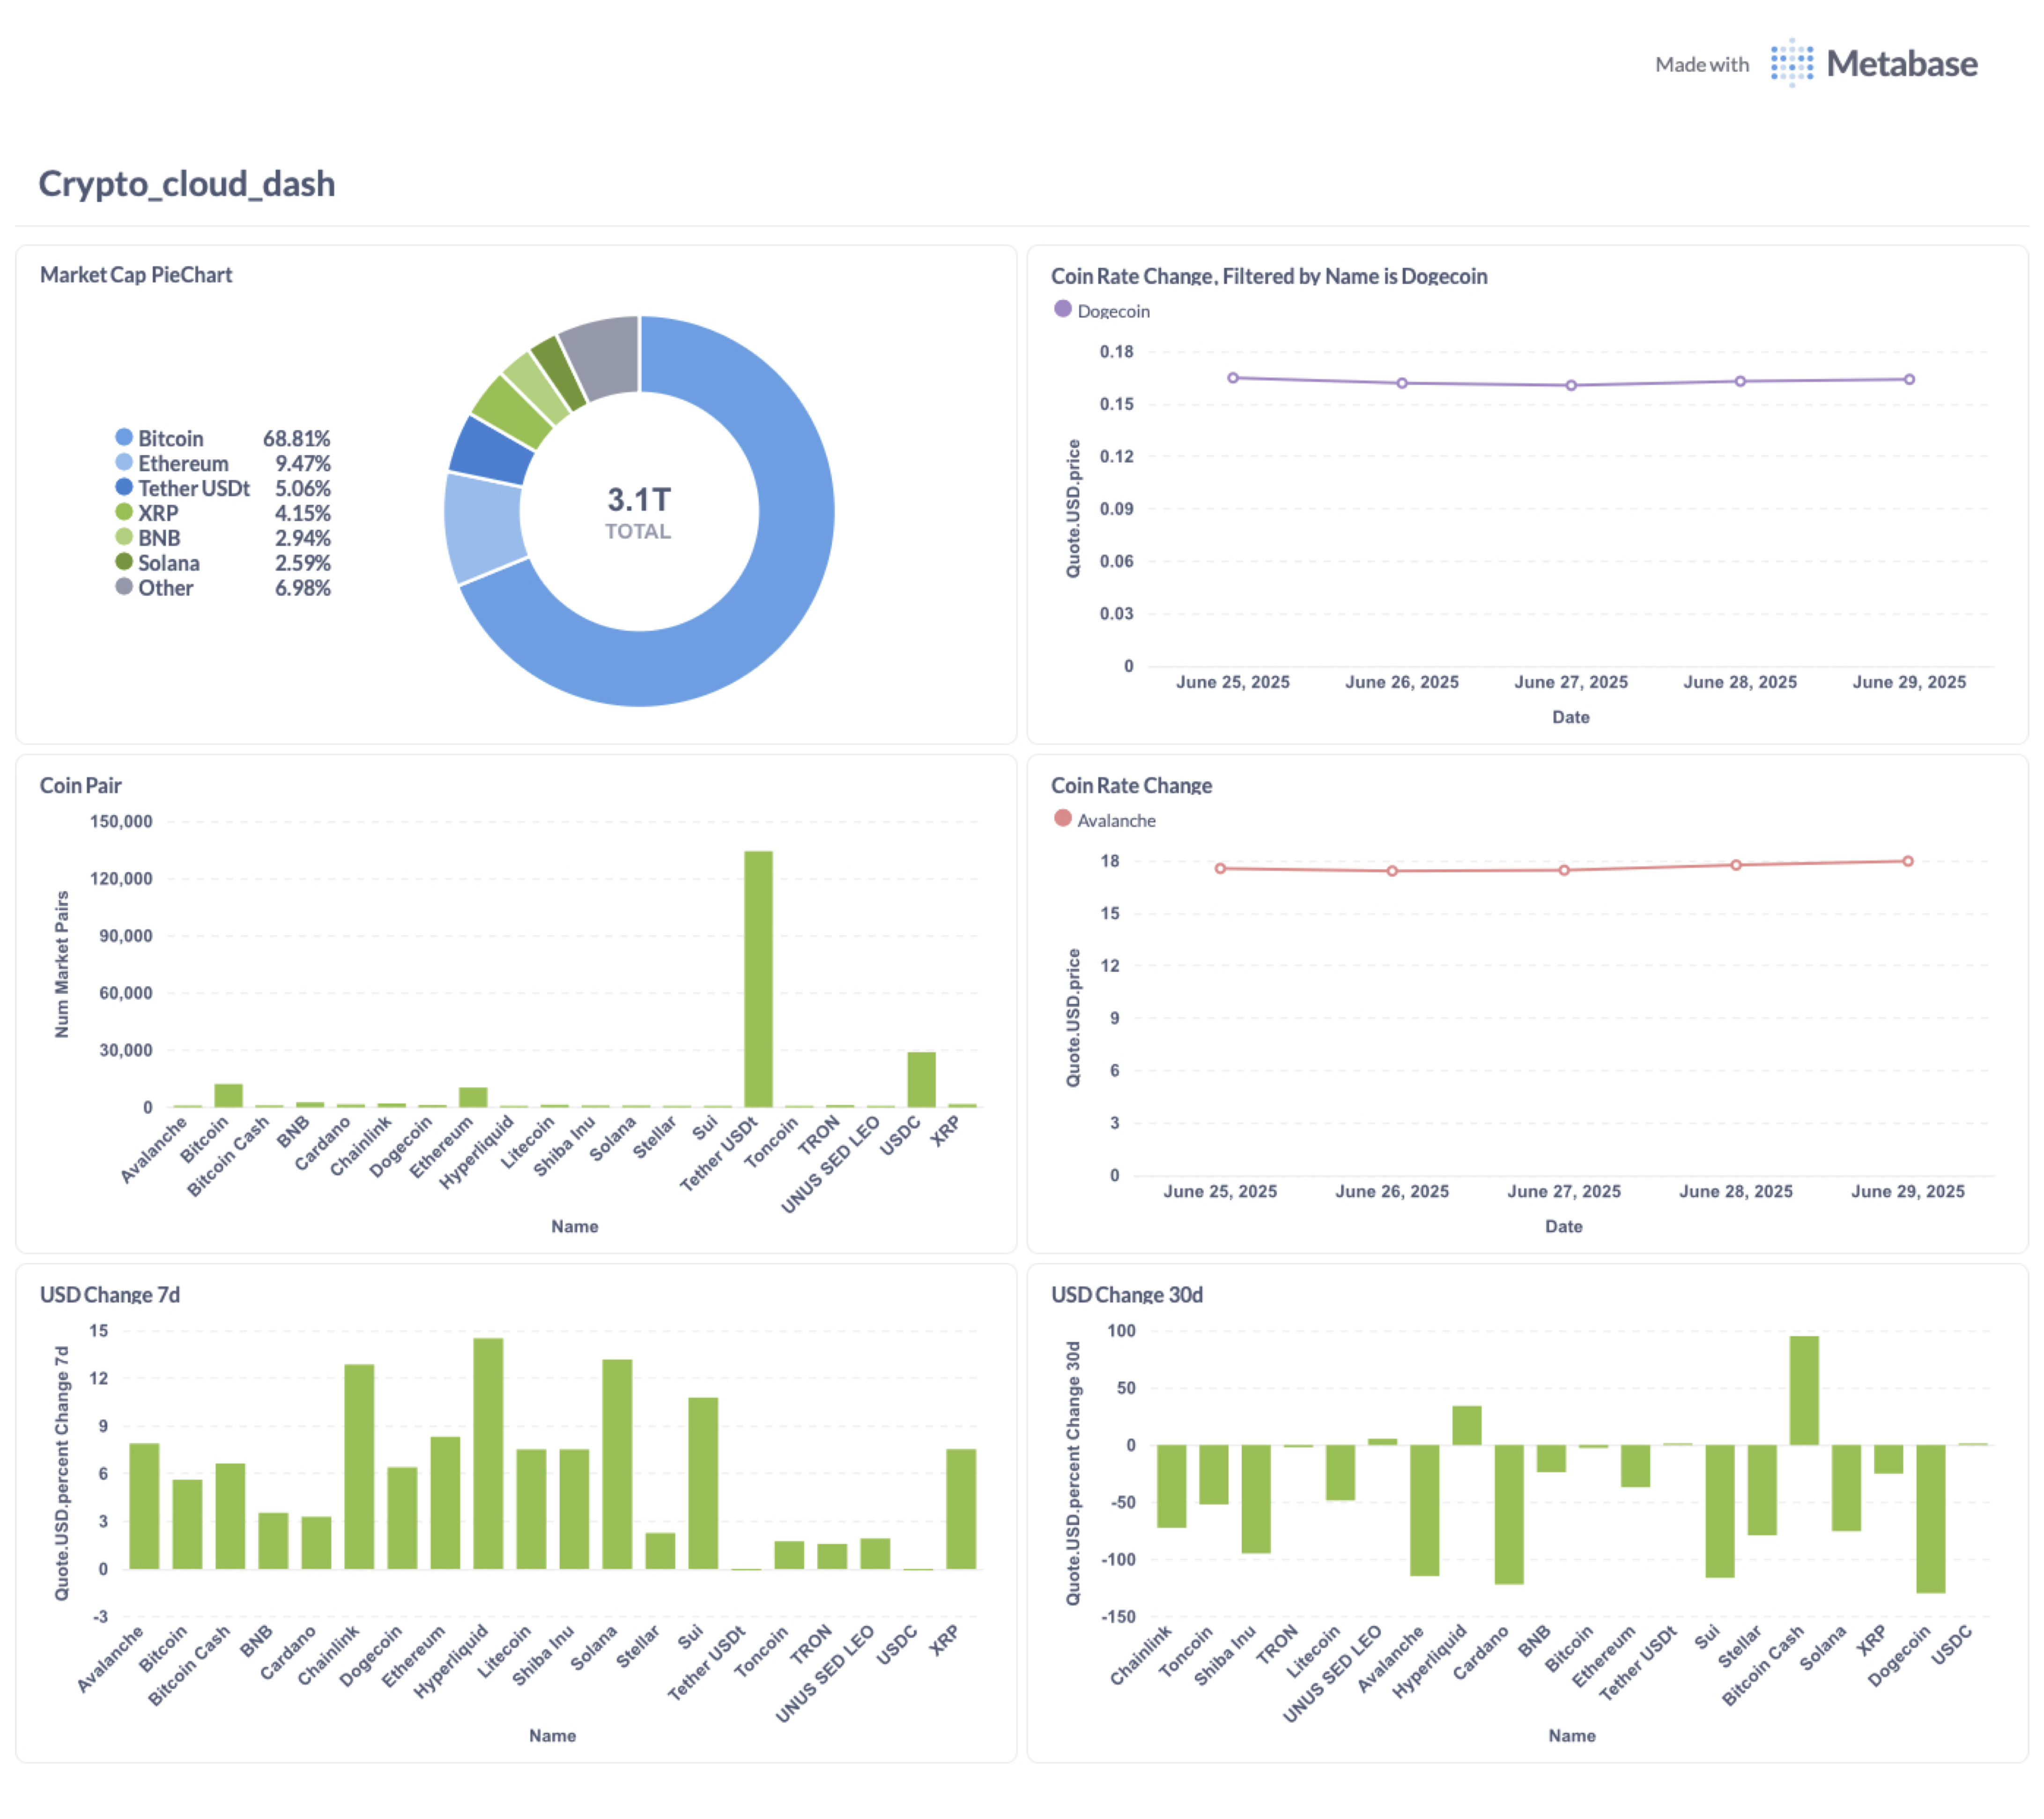 Made with Metabase
Crypto_cloud_dash
Market Cap PieChart
Bitcoin 68.81%
Ethereum 9.47%
Tether USDt 5.06%
XRP 4.15%
BNB 2.94%
Solana 2.59%
Other 6.98%
3.1T
TOTAL
Coin Rate Change, Filtered by Name is Dogecoin
Dogecoin
Quote.USD.price
0.18
0.15
0.12
0.09
0.06
0.03
0
June 25, 2025 June 26, 2025 June 27, 2025 June 28, 2025 June 29, 2025
Date
Coin Pair
Num Market Pairs
150,000
120,000
90,000
60,000
30,000
0
Avalanche
Bitcoin
Bitcoin Cash
BNB
Cardano
Chainlink
Dogecoin
Ethereum
Hyperliquid
Litecoin
Shiba Inu
Solana
Stellar
Sui
Tether USDt
Toncoin
TRON
UNUS SED LEO
USDC
XRP
Name
Coin Rate Change
Avalanche
Quote.USD.price
18
15
12
9
6
3
0
June 25, 2025 June 26, 2025 June 27, 2025 June 28, 2025 June 29, 2025
Date
USD Change 7d
Quote.USD.percent Change 7d
15
12
9
6
3
0
-3
Avalanche
Bitcoin
Bitcoin Cash
BNB
Cardano
Chainlink
Dogecoin
Ethereum
Hyperliquid
Litecoin
Shiba Inu
Solana
Stellar
Sui
Tether USDt
Toncoin
TRON
UNUS SED LEO
USDC
XRP
Name
USD Change 30d
Quote.USD.percent Change 30d
100
50
0
-50
-100
-150
Chainlink
Toncoin
Shiba Inu
TRON
Litecoin
UNUS SED LEO
Avalanche
Hyperliquid
Cardano
BNB
Bitcoin
Ethereum
Tether USDt
Sui
Stellar
Bitcoin Cash
Solana
XRP
Dogecoin
USDC
Name